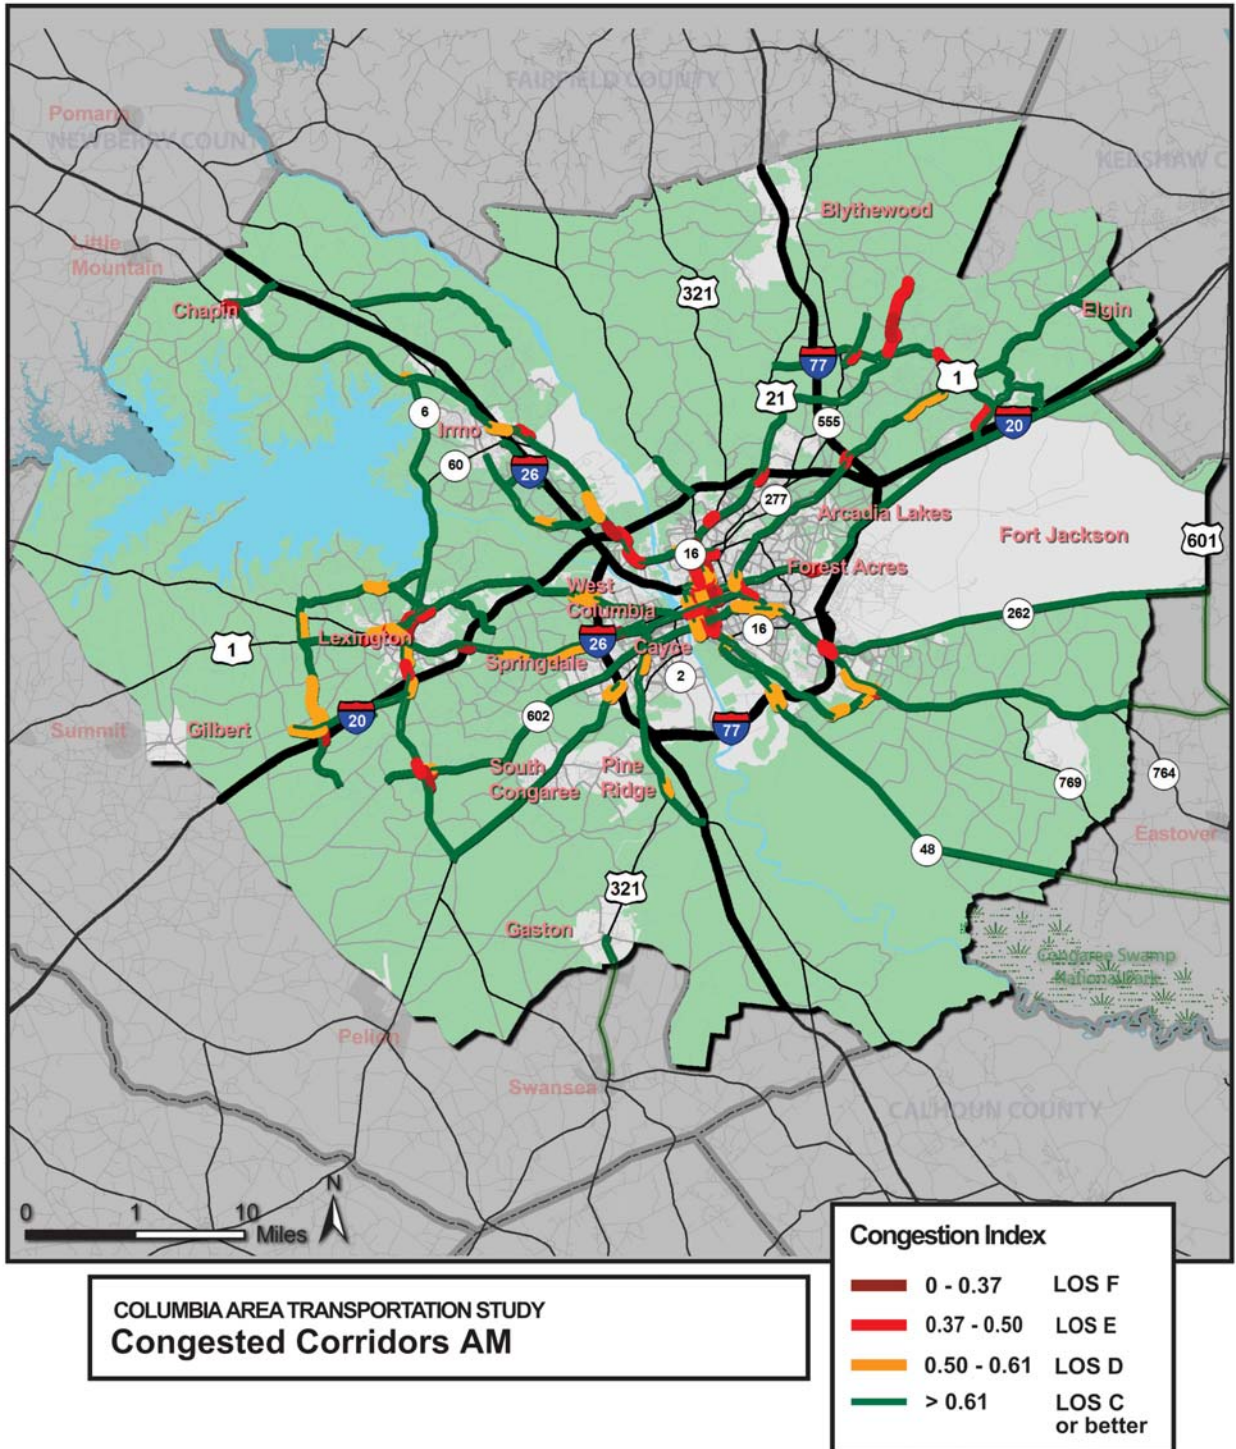 FAIRFIELD COUNTY
Pomaria
NEWBERRY COUNTY
KERSHAW C
Blythewood
Little
Mountain
321
Chapin
Elgin
77
1
21
6
555
20
Irmo
60
26
277
Arcadia Lakes
Fort Jackson
601
16
Forest Acres
West
Columbia
262
Lexington
26
16
1
Cayce
Springdale
2
20
602
Summit
Gilbert
77
South
Congaree
Pine
Ridge
769
764
Eastover
48
321
Gaston
Congaree Swamp
National Park
Pelion
Swansea
CALHOUN COUNTY
N
0 1 10
Miles
Congestion Index
0 - 0.37 LOS F
0.37 - 0.50 LOS E
0.50 - 0.61 LOS D
> 0.61 LOS C
or better
COLUMBIA AREA TRANSPORTATION STUDY
Congested Corridors AM